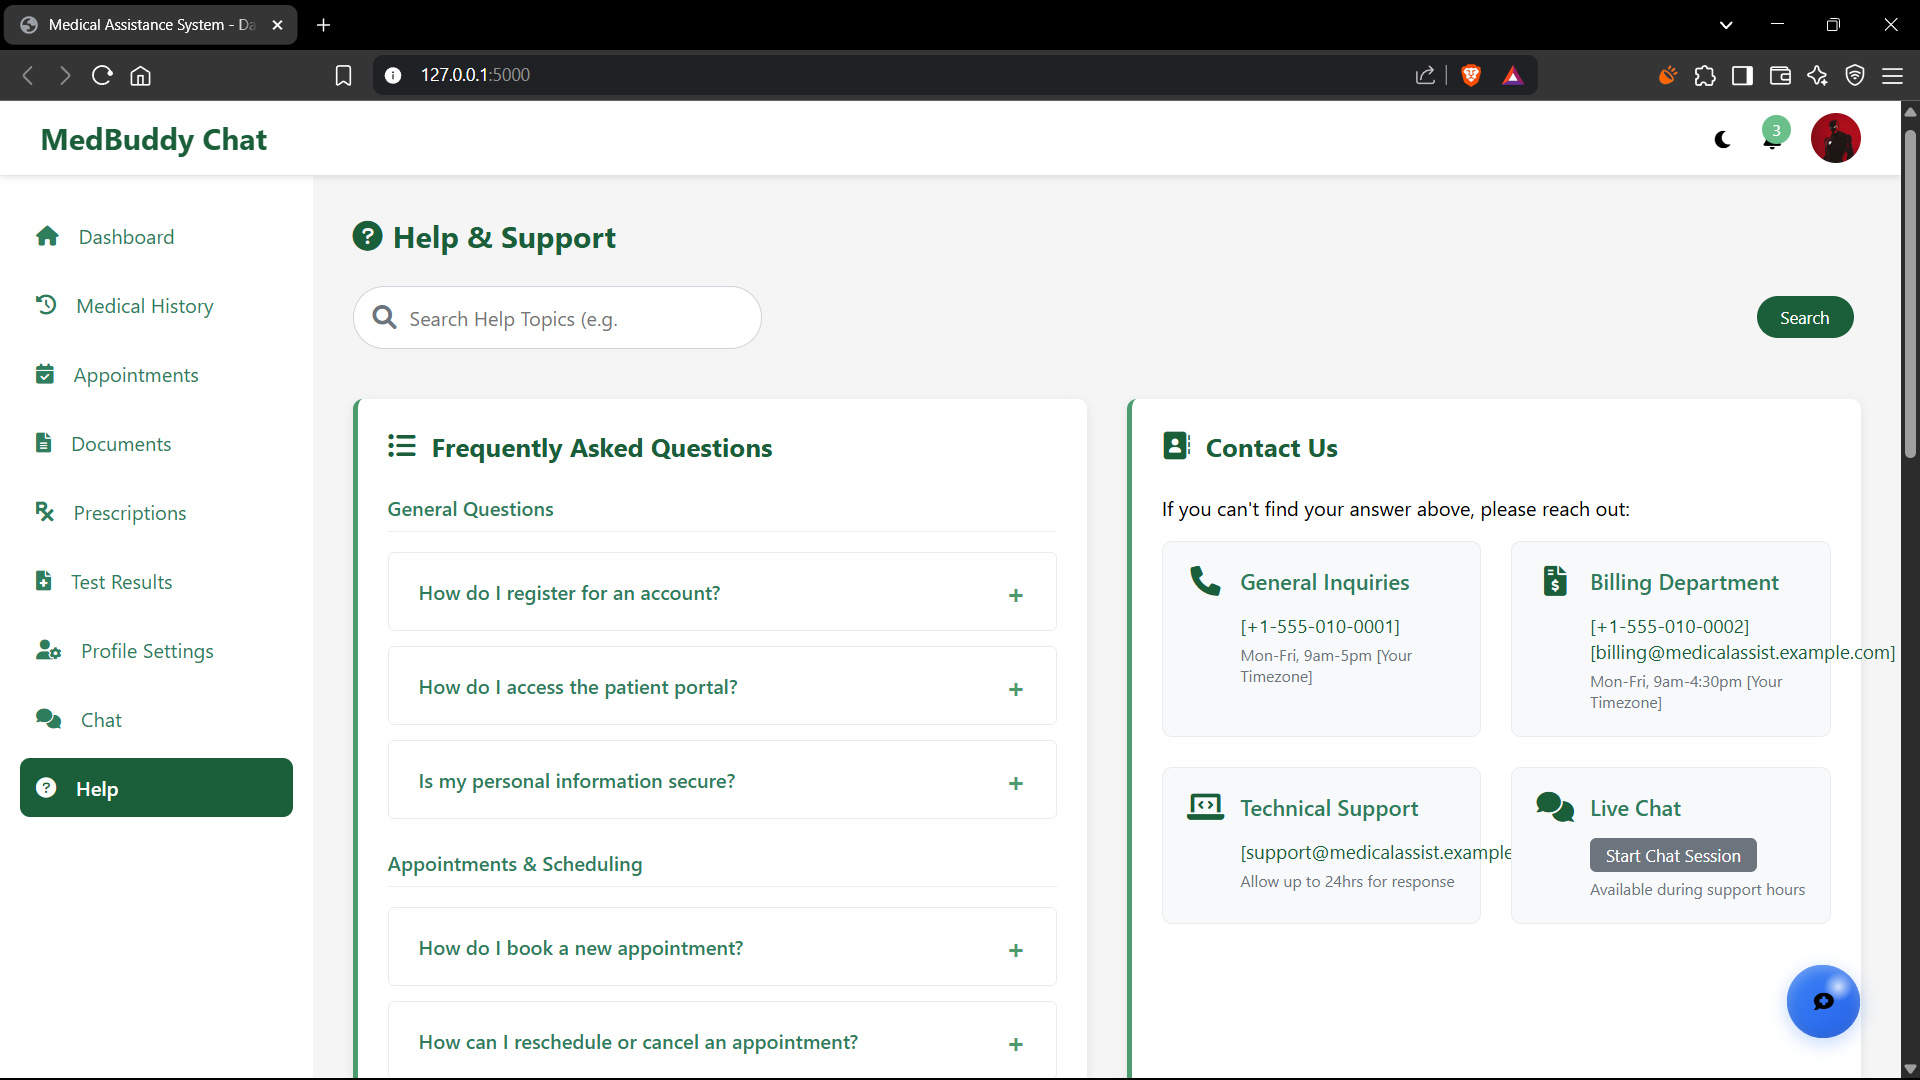 Medical Assistance System - Da
127.0.0.1:5000
MedBuddy Chat
3
Dashboard
Medical History
Appointments
Documents
Prescriptions
Test Results
Profile Settings
Chat
Help
Help & Support
Search Help Topics (e.g.
Search
Frequently Asked Questions
General Questions
How do I register for an account?
How do I access the patient portal?
Is my personal information secure?
Appointments & Scheduling
How do I book a new appointment?
How can I reschedule or cancel an appointment?
Contact Us
If you can't find your answer above, please reach out:
General Inquiries
[+1-555-010-0001]
Mon-Fri, 9am-5pm [Your
Timezone]
Billing Department
[+1-555-010-0002]
[billing@medicalassist.example.com]
Mon-Fri, 9am-4:30pm [Your
Timezone]
Technical Support
[support@medicalassist.example
Allow up to 24hrs for response
Live Chat
Start Chat Session
Available during support hours